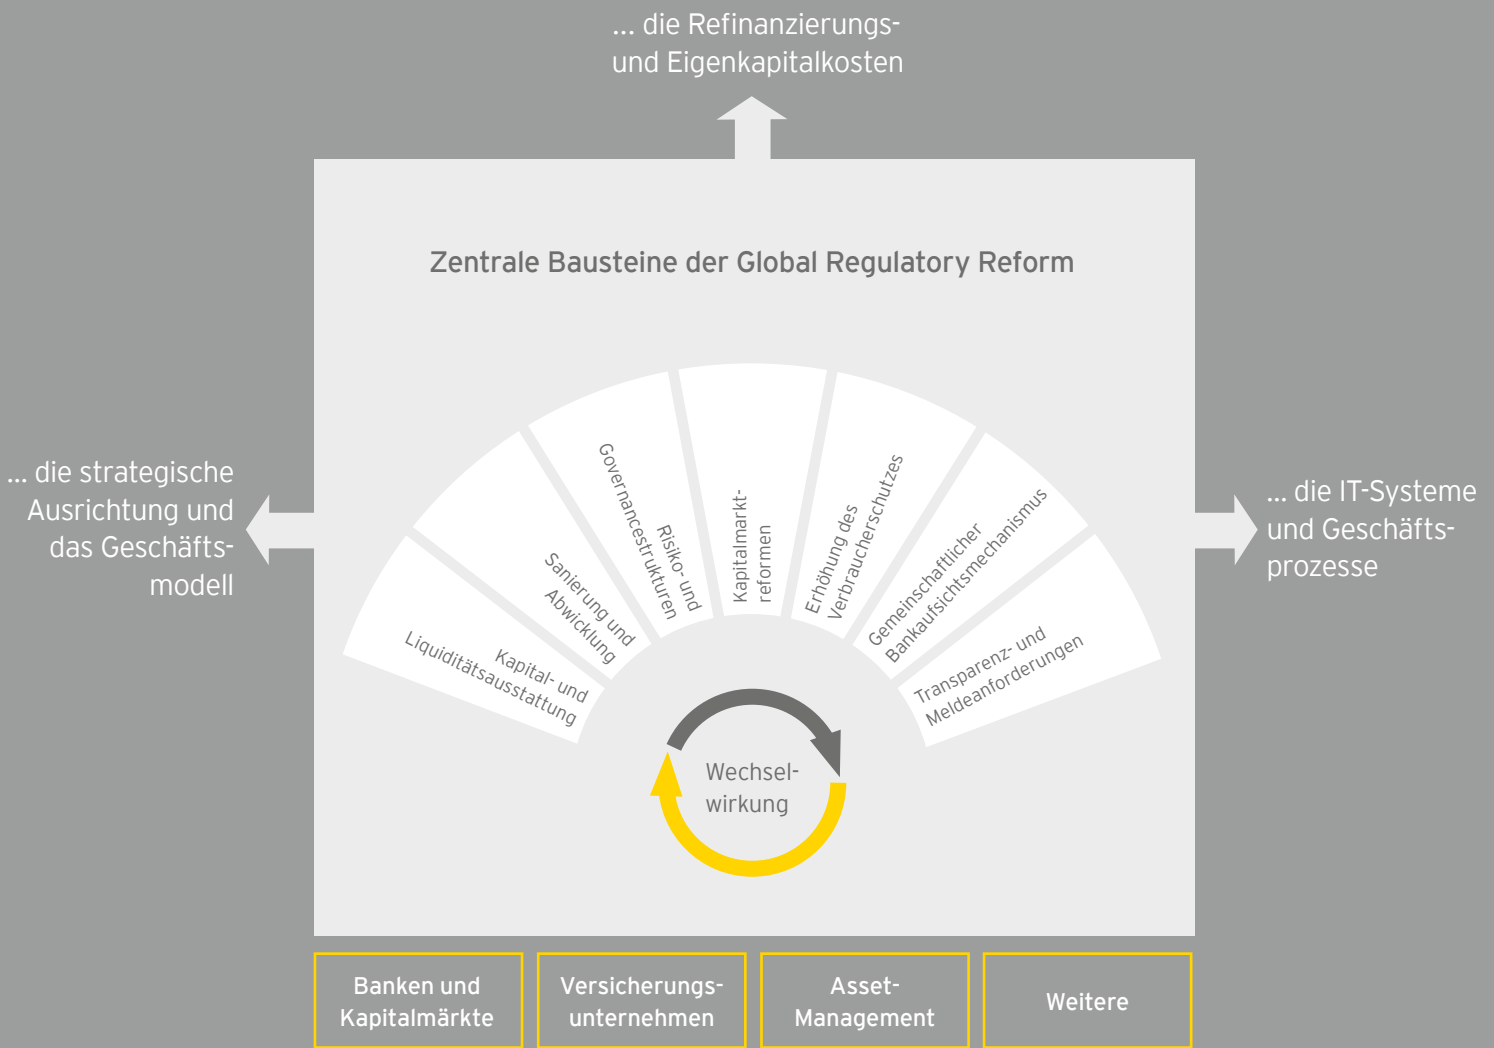 ... die Refinanzierungs-
und Eigenkapitalkosten
Zentrale Bausteine der Global Regulatory Reform
... die strategische
Ausrichtung und
das Geschäfts-
modell
Kapital- und
Liquiditätsausstattung
Sanierung und
Abwicklung
Risiko- und
Governancestrukturen
Kapitalmarkt-
reformen
Erhöhung des
Verbraucherschutzes
Gemeinschaftlicher
Bankaufsichtsmechanismus
Transparenz- und
Meldeanforderungen
... die IT-Systeme
und Geschäfts-
prozesse
Wechsel-
wirkung
Banken und
Kapitalmärkte
Versicherungs-
unternehmen
Asset-
Management
Weitere